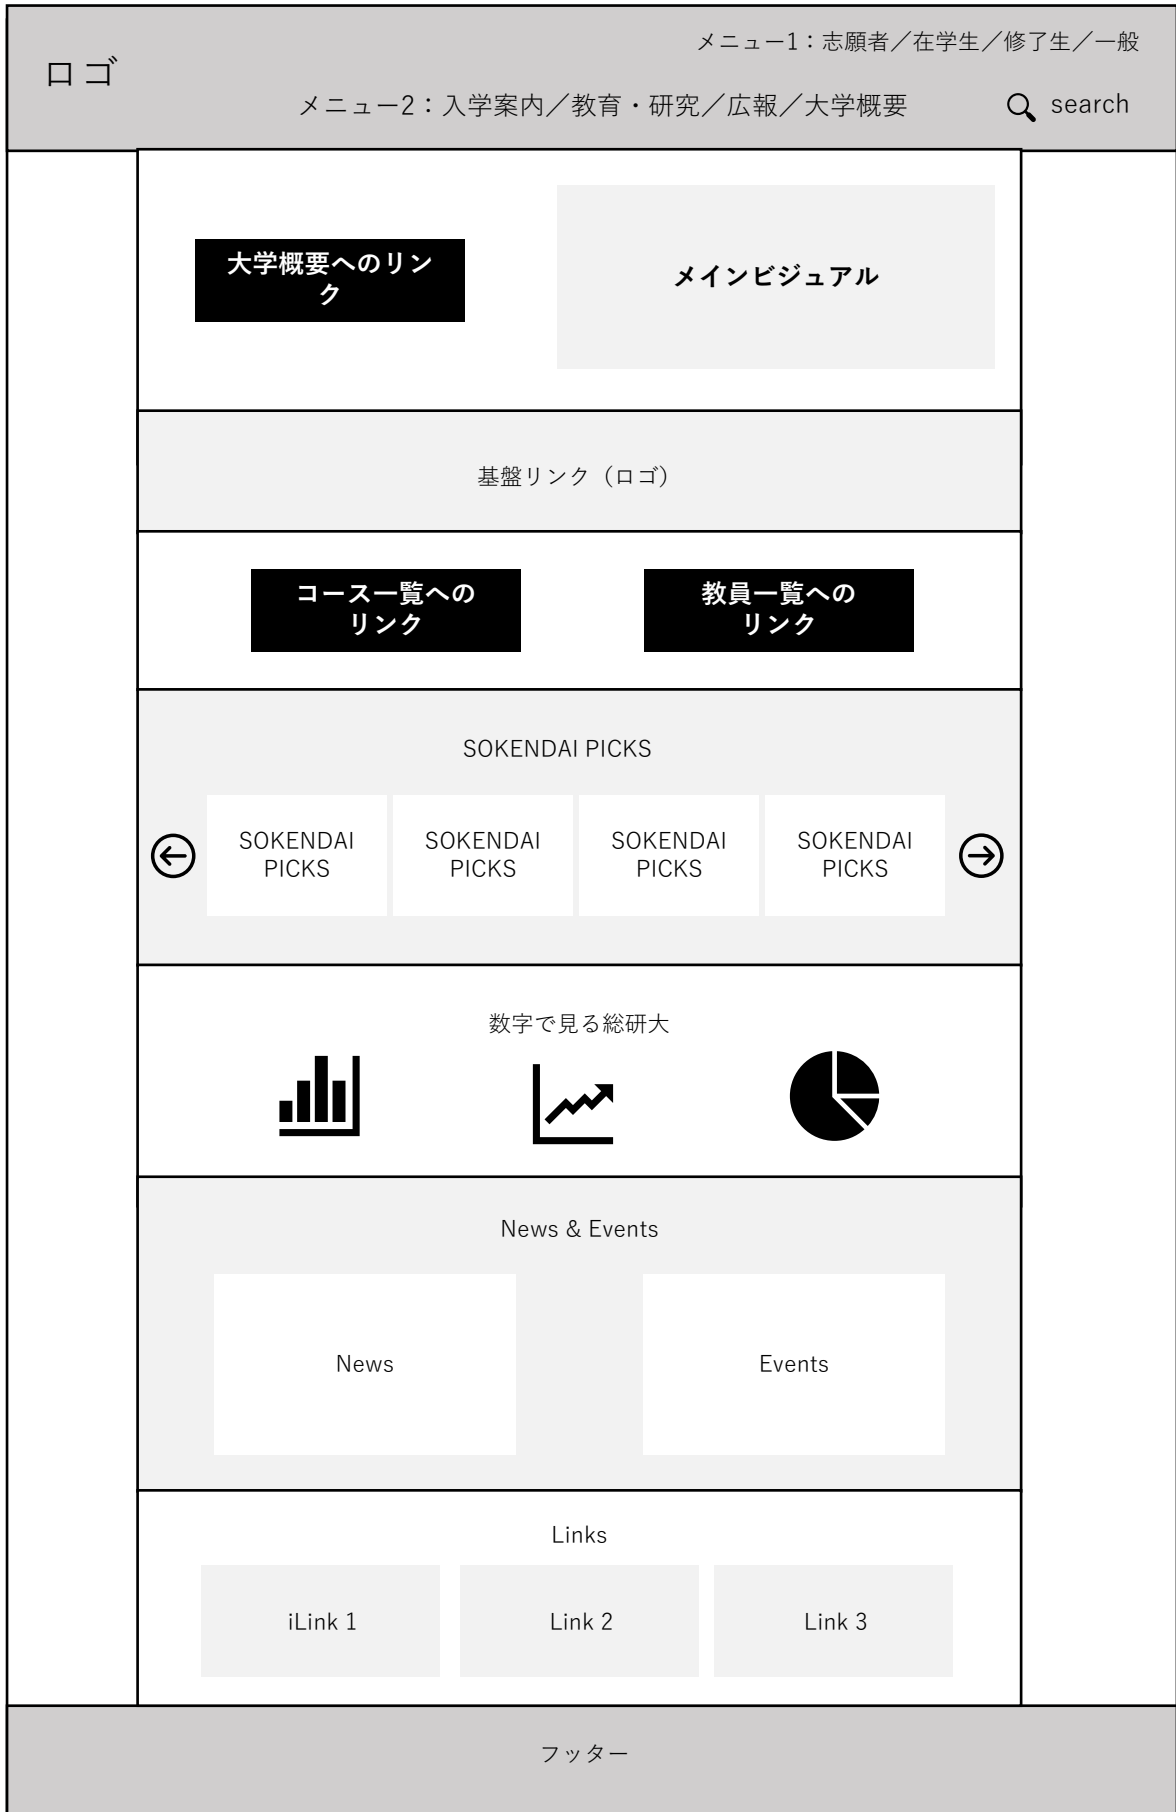 メニュー1：志願者／在学生／修了生／一般
ロゴ
メニュー2：入学案内／教育・研究／広報／大学概要
search
大学概要へのリン
ク
メインビジュアル
基盤リンク（ロゴ）
コース一覧への
リンク
教員一覧への
リンク
SOKENDAI PICKS
SOKENDAI
PICKS
SOKENDAI
PICKS
SOKENDAI
PICKS
SOKENDAI
PICKS
数字で見る総研大
News & Events
News
Events
Links
iLink 1
Link 2
Link 3
フッター